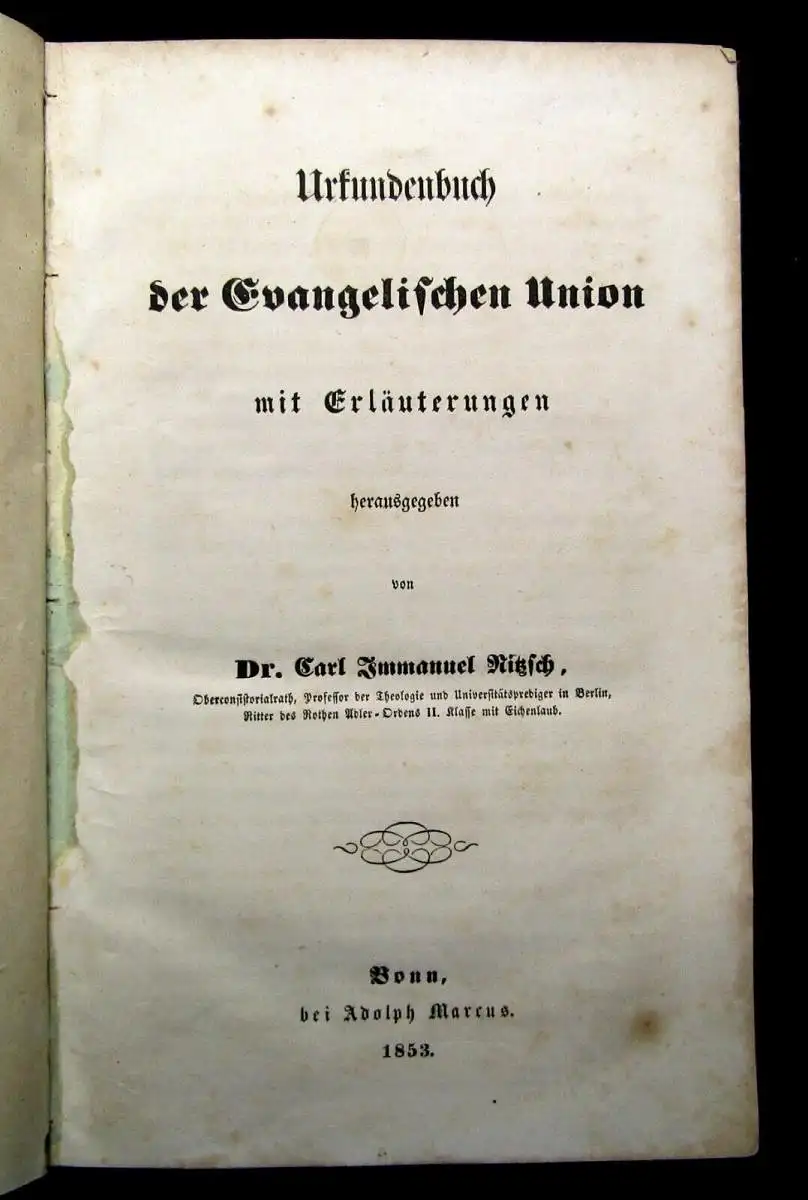 Urkundenbuch
der Evangelischen Union
mit Erläuterungen
herausgegeben
von
Dr. Carl Immanuel Nitzsch,
Oberconsistorialrath, Professor der Theologie und Universitätsprediger in Berlin,
Ritter des Rothen Adler-Ordens II. Klasse mit Eichenlaub.
Bonn,
bei Adolph Marcus.
1853.